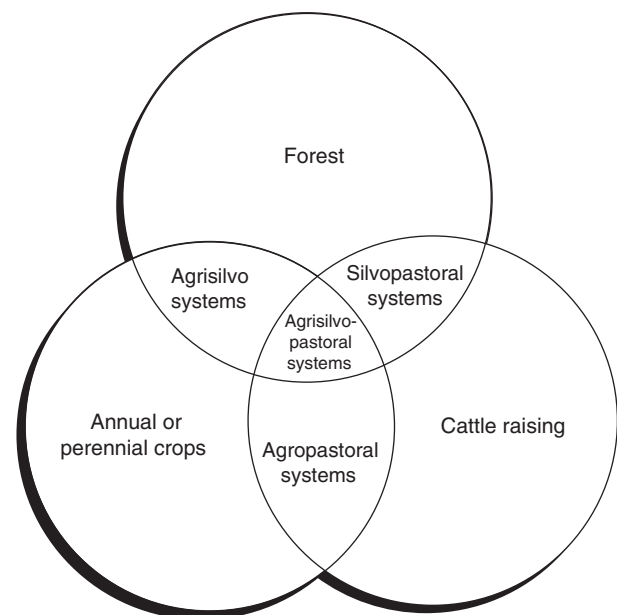 Forest
Agrisilvo
systems
Silvopastoral
systems
Agrisilvo-
pastoral
systems
Annual or
perennial crops
Cattle raising
Agropastoral
systems